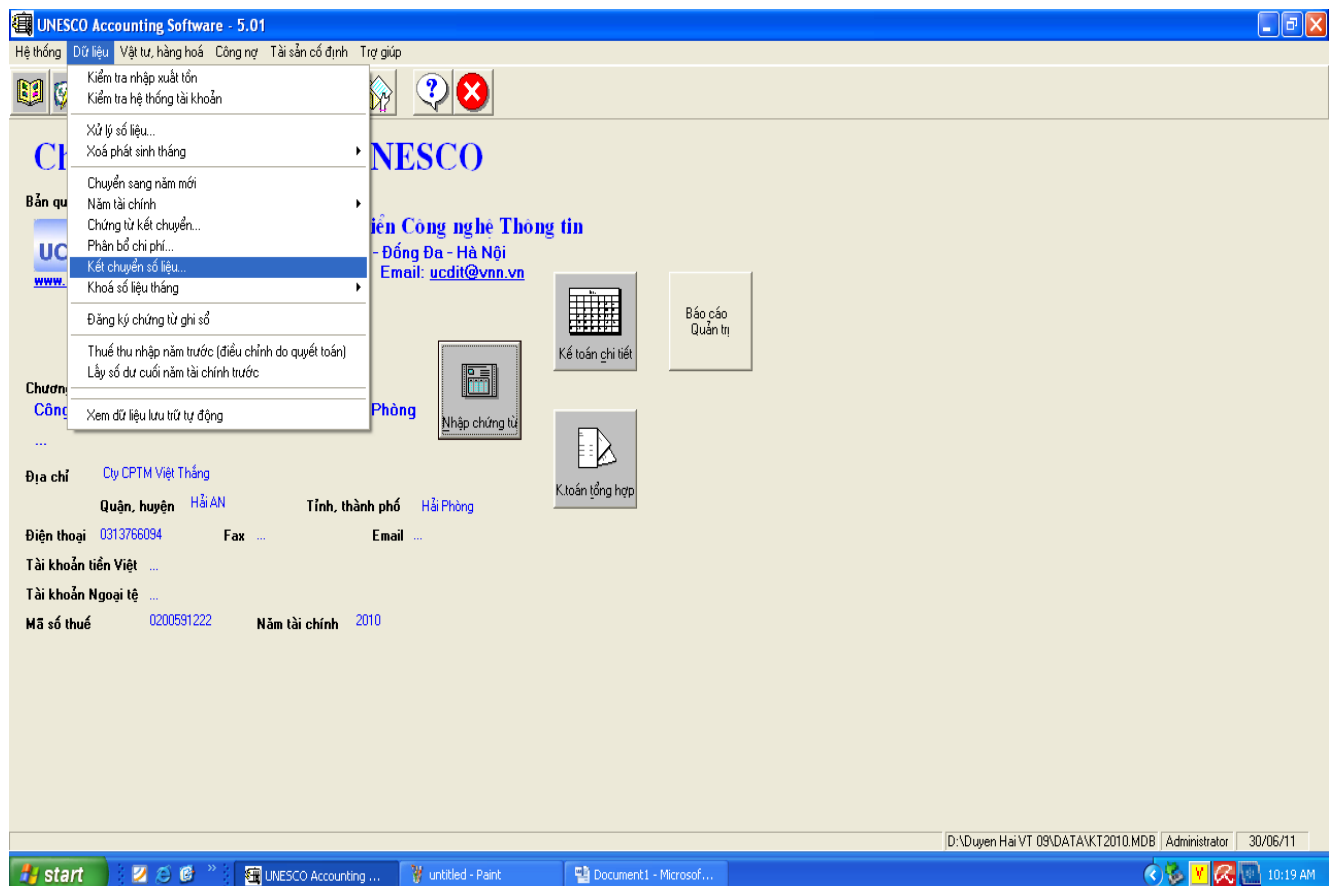 UNESCO Accounting Software - 5.01
Hệ thống Dữ liệu Vật tư, hàng hoá Công nợ Tài sản cố định Trợ giúp
Kiểm tra nhập xuất tồn
Kiểm tra hệ thống tài khoản
Xử lý số liệu...
Xoá phát sinh tháng
Chuyển sang năm mới
Năm tài chính
Chứng từ kết chuyển...
Phân bổ chi phí...
Kết chuyển số liệu...
Khoá số liệu tháng
Đăng ký chứng từ ghi sổ
Thuế thu nhập năm trước (điều chỉnh do quyết toán)
Lấy số dư cuối năm tài chính trước
Xem dữ liệu lưu trữ tự động
NESCO
Bản qu
iển Công nghệ Thông tin
UC
- Đống Đa - Hà Nội
Email: ucdit@vnn.vn
www.
Báo cáo
Quản trị
Kế toán chi tiết
Chươn
Công
Phòng
Nhập chứng từ
...
Địa chỉ Cty CPTM Việt Thắng
K.toán tổng hợp
Quận, huyện Hải AN Tỉnh, thành phố Hải Phòng
Điện thoại 0313766094 Fax ... Email ...
Tài khoản tiền Việt ...
Tài khoản Ngoại tệ ...
Mã số thuế 0200591222 Năm tài chính 2010
D:\Duyen Hai VT 09\DATA\KT2010.MDB Administrator 30/06/11
start UNESCO Accounting ... untitled - Paint Document1 - Microsof... 10:19 AM